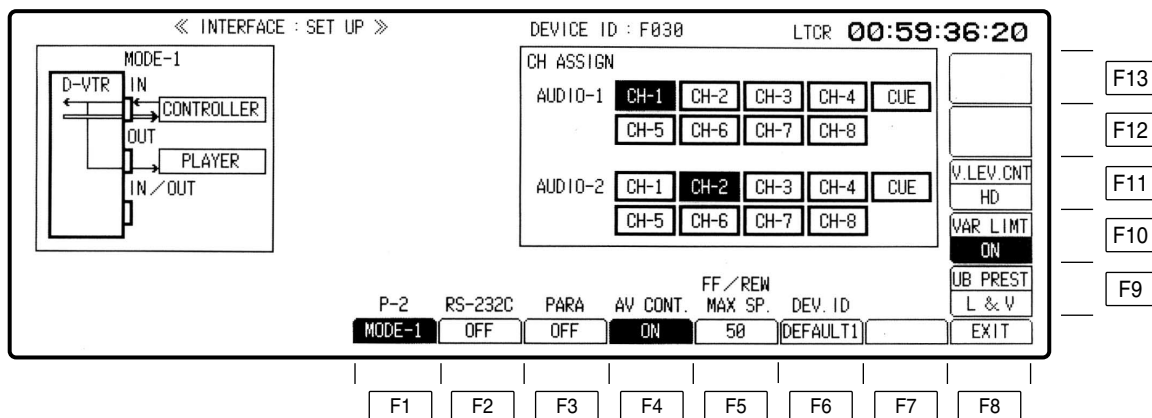 ≪ INTERFACE : SET UP ≫ DEVICE ID : F030 LTCR 00:59:36:20
MODE-1
D-VTR IN
CONTROLLER
OUT
PLAYER
IN/OUT
CH ASSIGN
AUDIO-1 CH-1 CH-2 CH-3 CH-4 CUE
CH-5 CH-6 CH-7 CH-8
AUDIO-2 CH-1 CH-2 CH-3 CH-4 CUE
CH-5 CH-6 CH-7 CH-8
V.LEV.CNT
HD
VAR LIMT
ON
UB PREST
L & V
EXIT
F13
F12
F11
F10
F9
P-2 RS-232C PARA AV CONT. FF/REW MAX SP. DEV.ID
MODE-1 OFF OFF ON 50 DEFAULT1
F1 F2 F3 F4 F5 F6 F7 F8